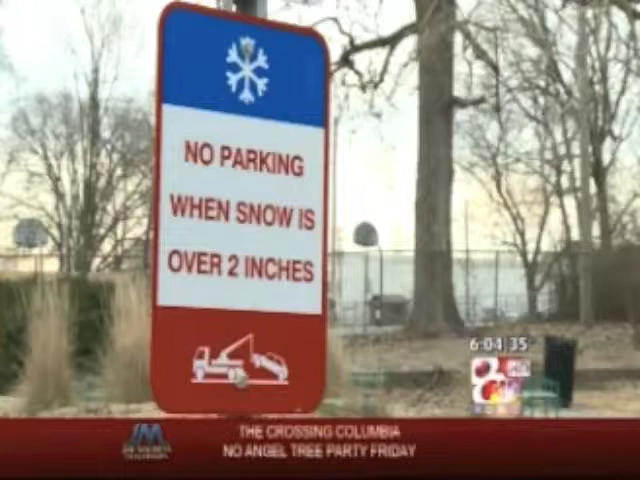 NO PARKING
WHEN SNOW IS
OVER 2 INCHES
6:04 35
THE CROSSING COLUMBIA
NO ANGEL TREE PARTY FRIDAY